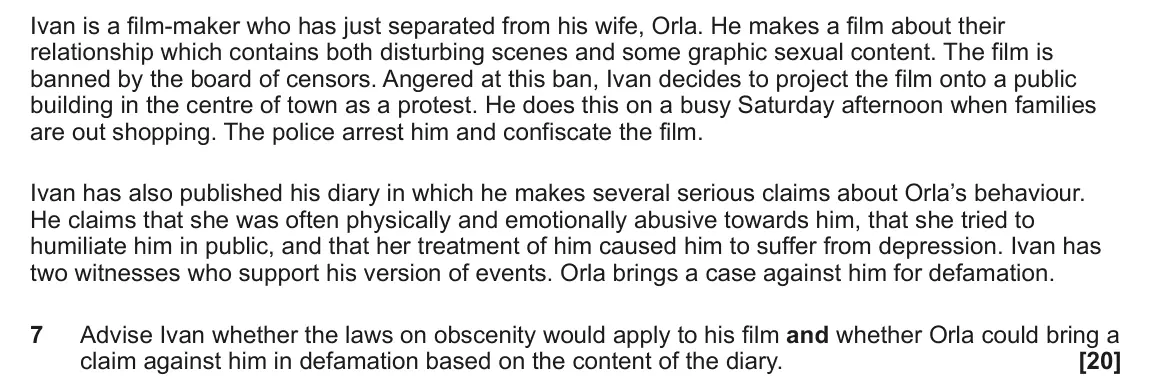 Ivan is a film-maker who has just separated from his wife, Orla. He makes a film about their
relationship which contains both disturbing scenes and some graphic sexual content. The film is
banned by the board of censors. Angered at this ban, Ivan decides to project the film onto a public
building in the centre of town as a protest. He does this on a busy Saturday afternoon when families
are out shopping. The police arrest him and confiscate the film.
Ivan has also published his diary in which he makes several serious claims about Orla’s behaviour.
He claims that she was often physically and emotionally abusive towards him, that she tried to
humiliate him in public, and that her treatment of him caused him to suffer from depression. Ivan has
two witnesses who support his version of events. Orla brings a case against him for defamation.
7 Advise Ivan whether the laws on obscenity would apply to his film and whether Orla could bring a
claim against him in defamation based on the content of the diary. [20]